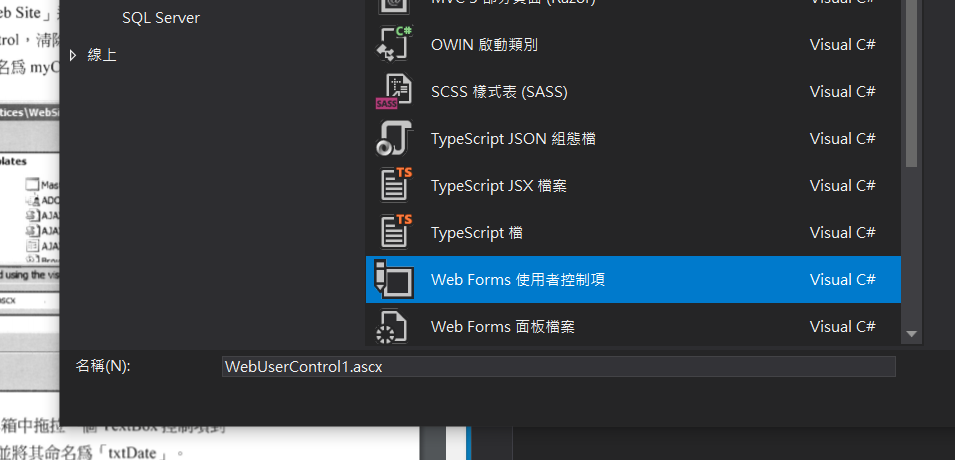 eb Site」
SQL Server
trol，清
線上
名爲 myC
MVC 5 部分頁面 (Razor)
OWIN 啟動類別 Visual C#
SCSS 樣式表 (SASS) Visual C#
TypeScript JSON 組態檔 Visual C#
TypeScript JSX 檔案 Visual C#
TypeScript 檔 Visual C#
Web Forms 使用者控制項 Visual C#
Web Forms 面板檔案 Visual C#
C#
SASS
TS
TS
tices\WebSi
plates
Mas
ADO
AJA
AJA
AJA
Brow
d using the vis
ascx
名稱(N): WebUserControl1.ascx
箱中拖拉一個 TextBox 控制項到
並將其命名爲「txtDate」。